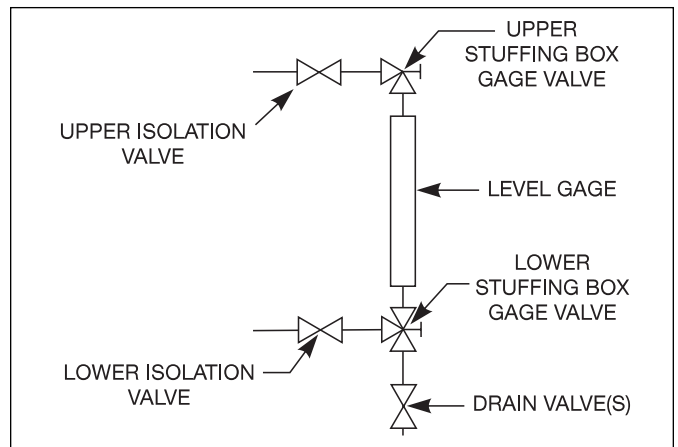 UPPER
STUFFING BOX
GAGE VALVE
UPPER ISOLATION
VALVE
LEVEL GAGE
LOWER
STUFFING BOX
GAGE VALVE
LOWER ISOLATION
VALVE
DRAIN VALVE(S)